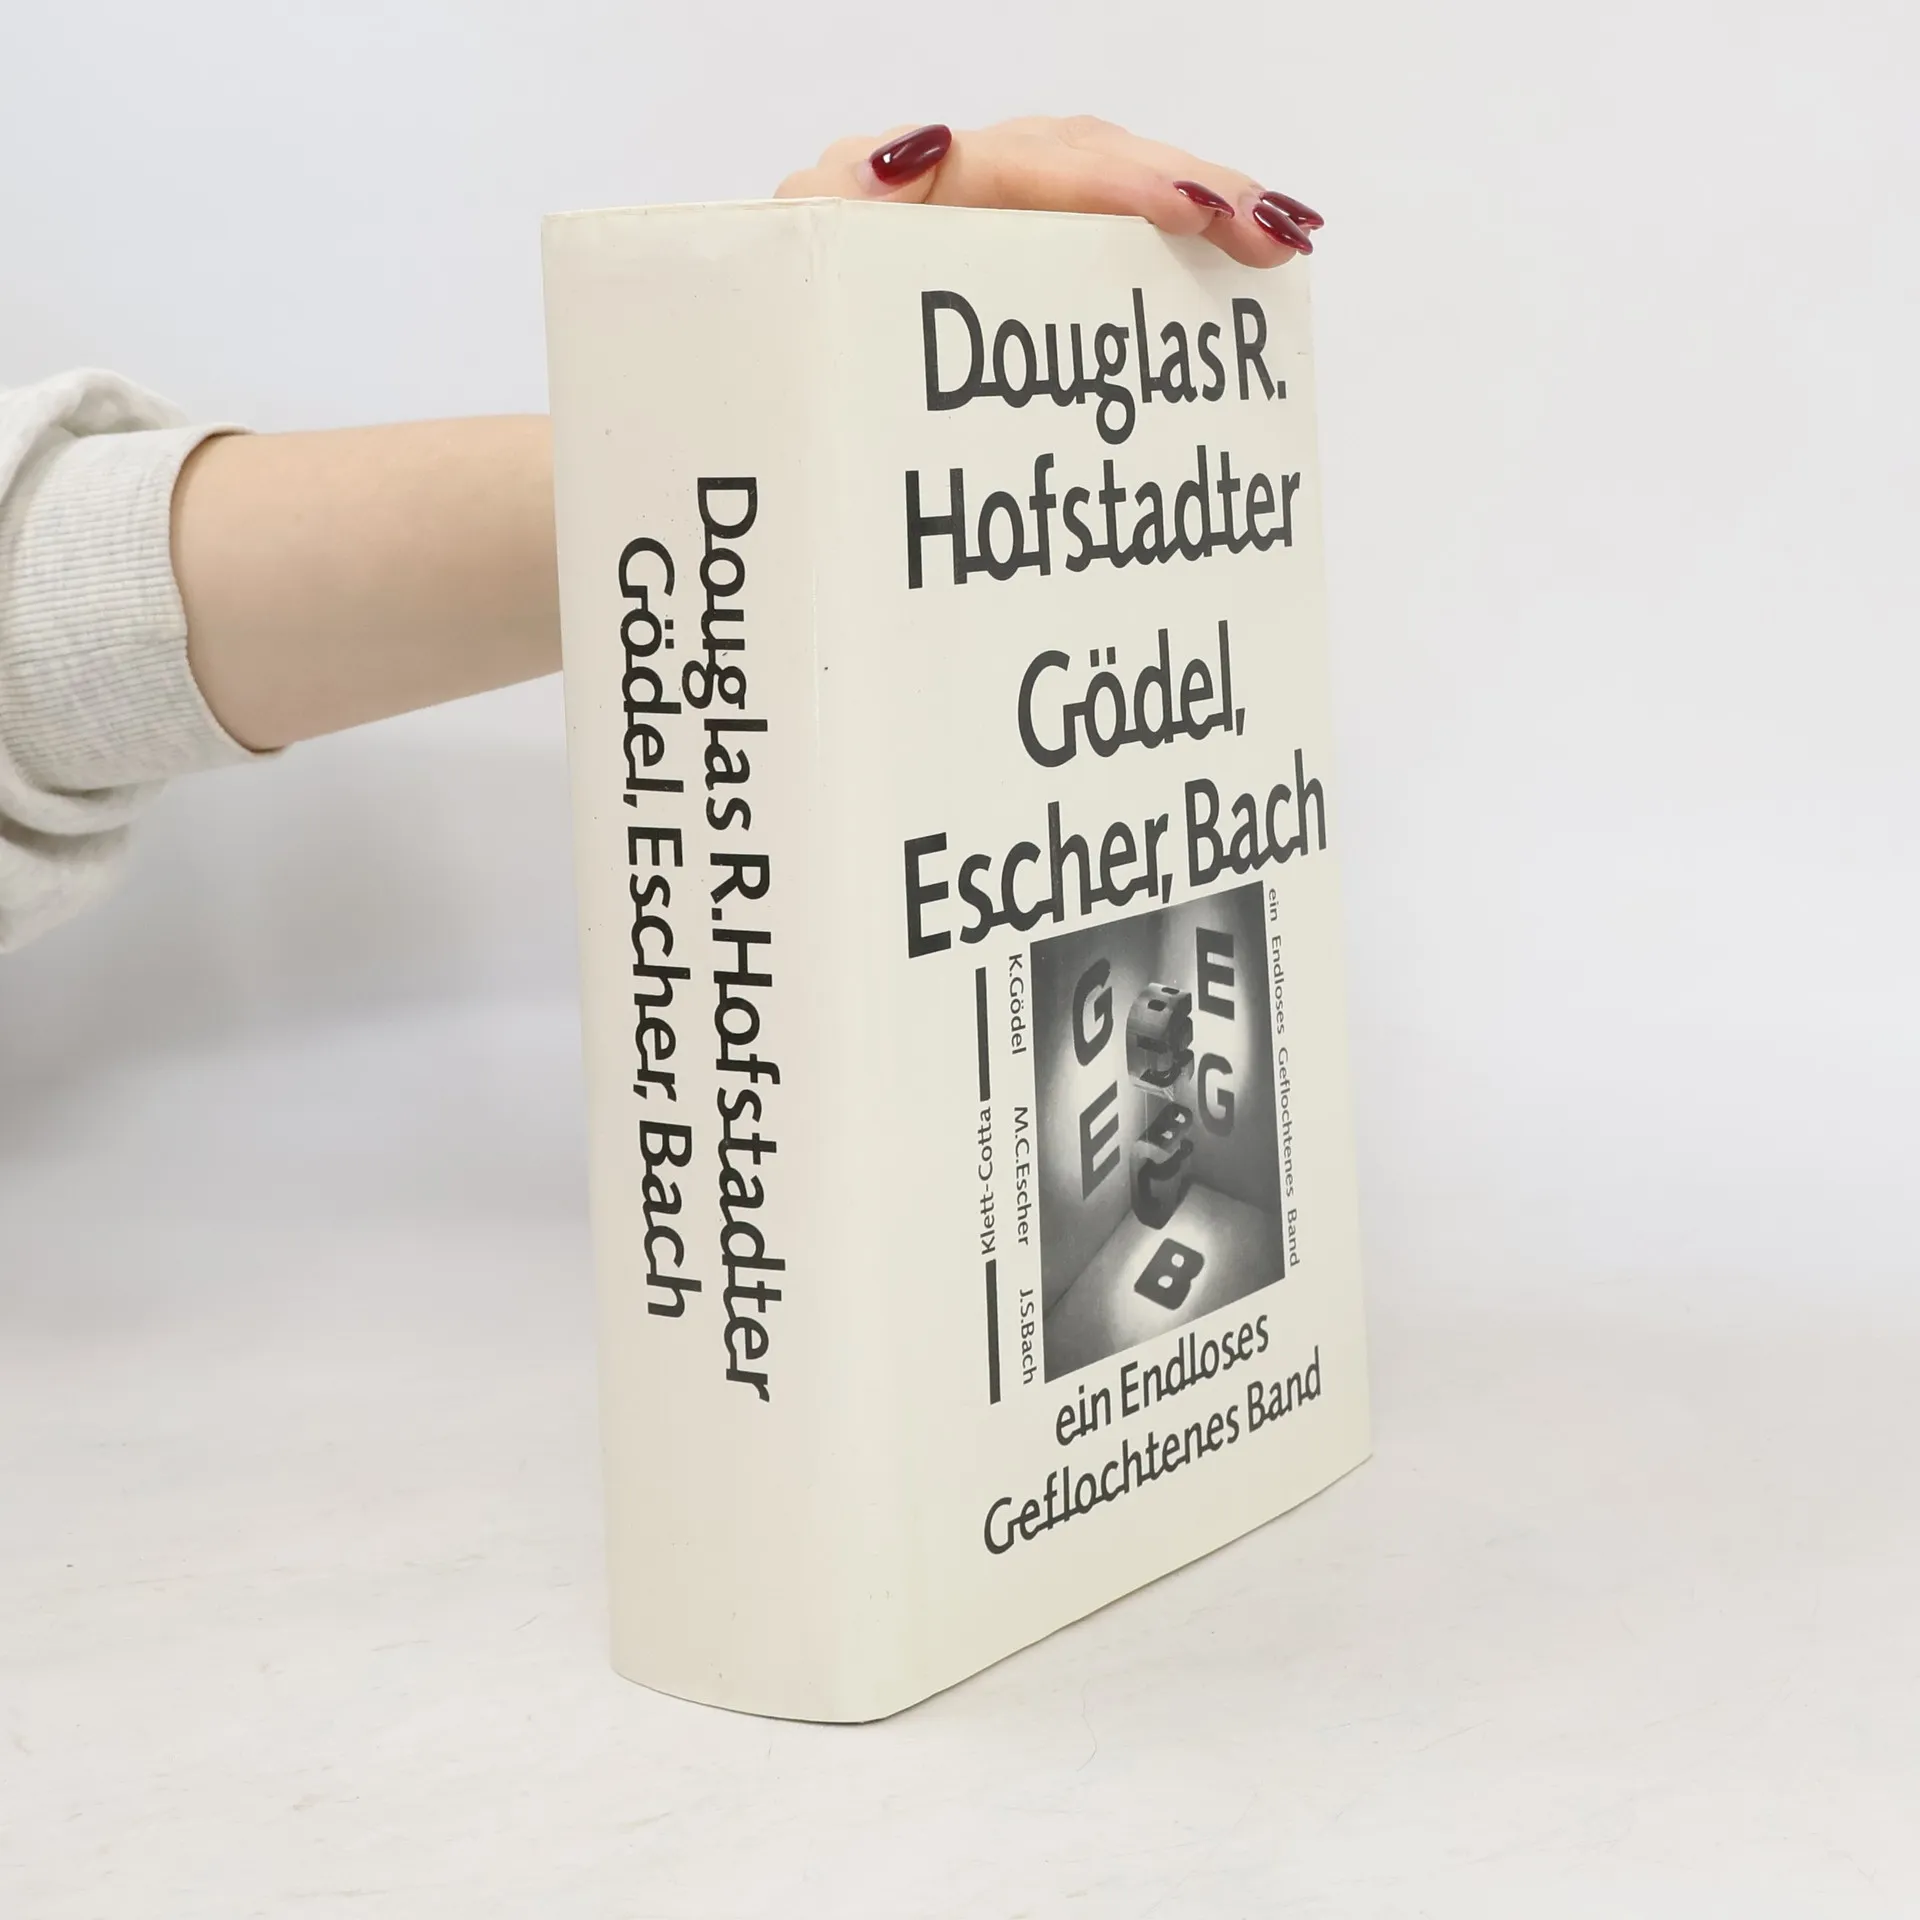 Douglas R. Hofstadter
Gödel, Escher, Bach
Douglas R.
Hofstadter
Gödel,
Escher, Bach
K.Gödel M.C.Escher J.S.Bach
Klett-Cotta
G
E
E
G
B
ein Endloses Geflochtenes Band
ein Endloses
Geflochtenes Band